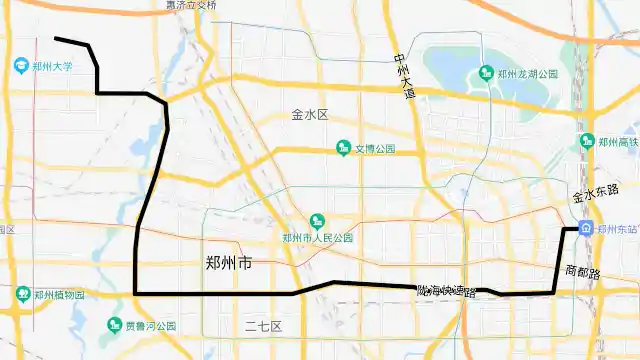 惠济立交桥
郑州大学
中州大道
郑州龙湖公园
金水区
文博公园
郑州高铁
金水东路
郑州市人民公园
郑州东站
园区
郑州市
商都路
郑州植物园
陇海快速路
贾鲁河公园
二七区